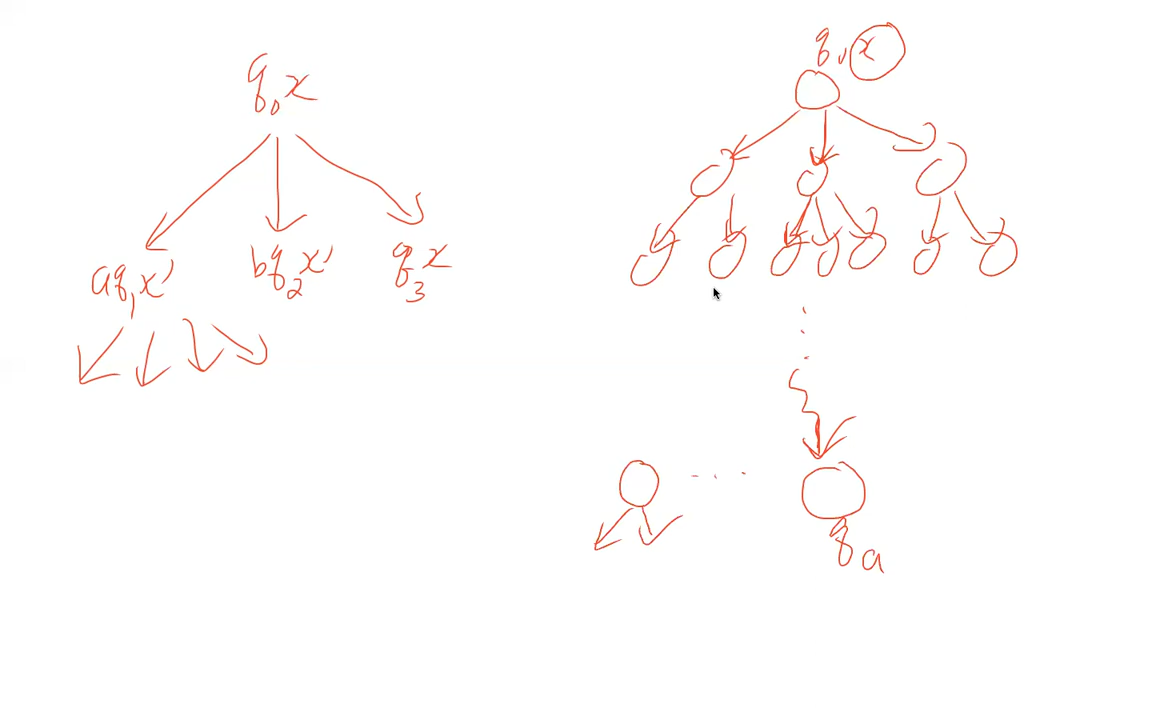 q₀x
aq₁x'
bq₂x'
q₃x
q₀x
qₐ